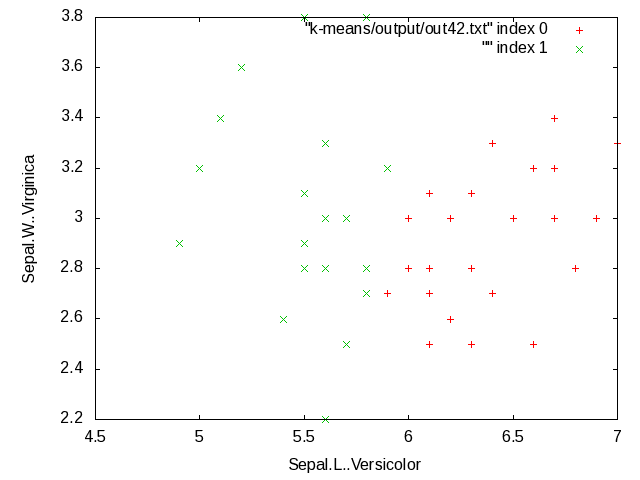 3.8
"k-means/output/out42.txt" index 0
"" index 1
3.6
3.4
3.2
3
2.8
2.6
2.4
2.2
Sepal.W..Virginica
4.5 5 5.5 6 6.5 7
Sepal.L..Versicolor